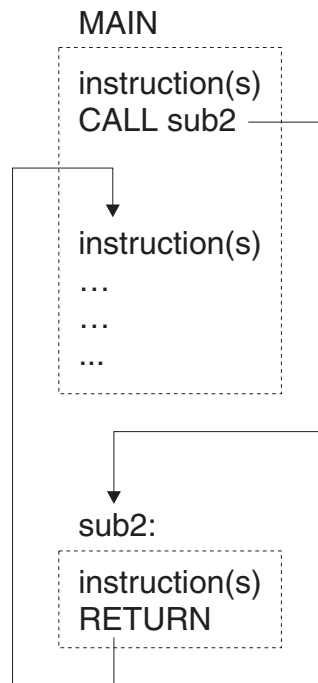 MAIN
instruction(s)
CALL sub2
instruction(s)
…
…
...
sub2:
instruction(s)
RETURN